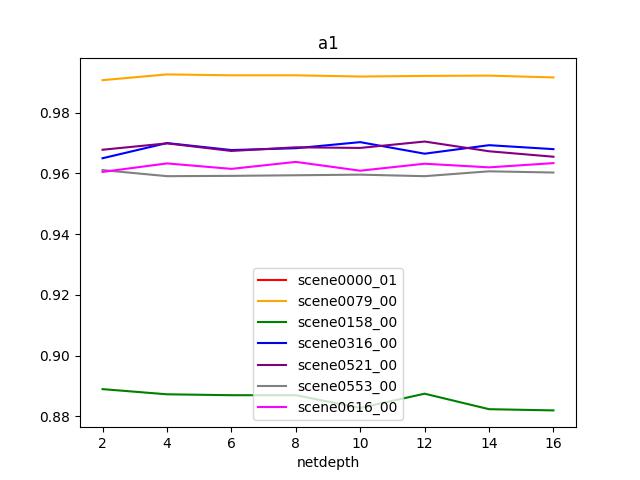 a1
0.98
0.96
0.94
0.92
0.90
0.88
scene0000_01
scene0079_00
scene0158_00
scene0316_00
scene0521_00
scene0553_00
scene0616_00
2 4 6 8 10 12 14 16
netdepth